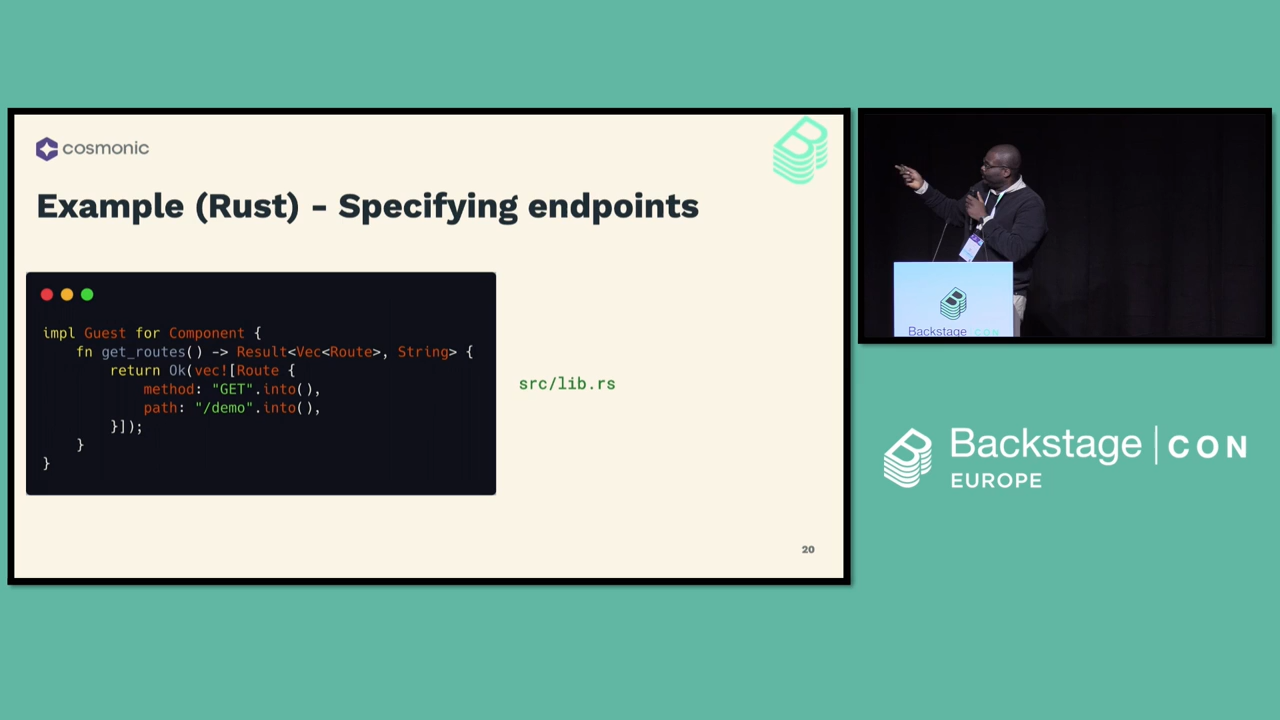 cosmonic
Example (Rust) - Specifying endpoints
impl Guest for Component {
    fn get_routes() -> Result<Vec<Route>, String> {
        return Ok(vec![Route {
            method: "GET".into(),
            path: "/demo".into(),
        }]);
    }
}
src/lib.rs
20
Backstage CON
Backstage | CON
EUROPE